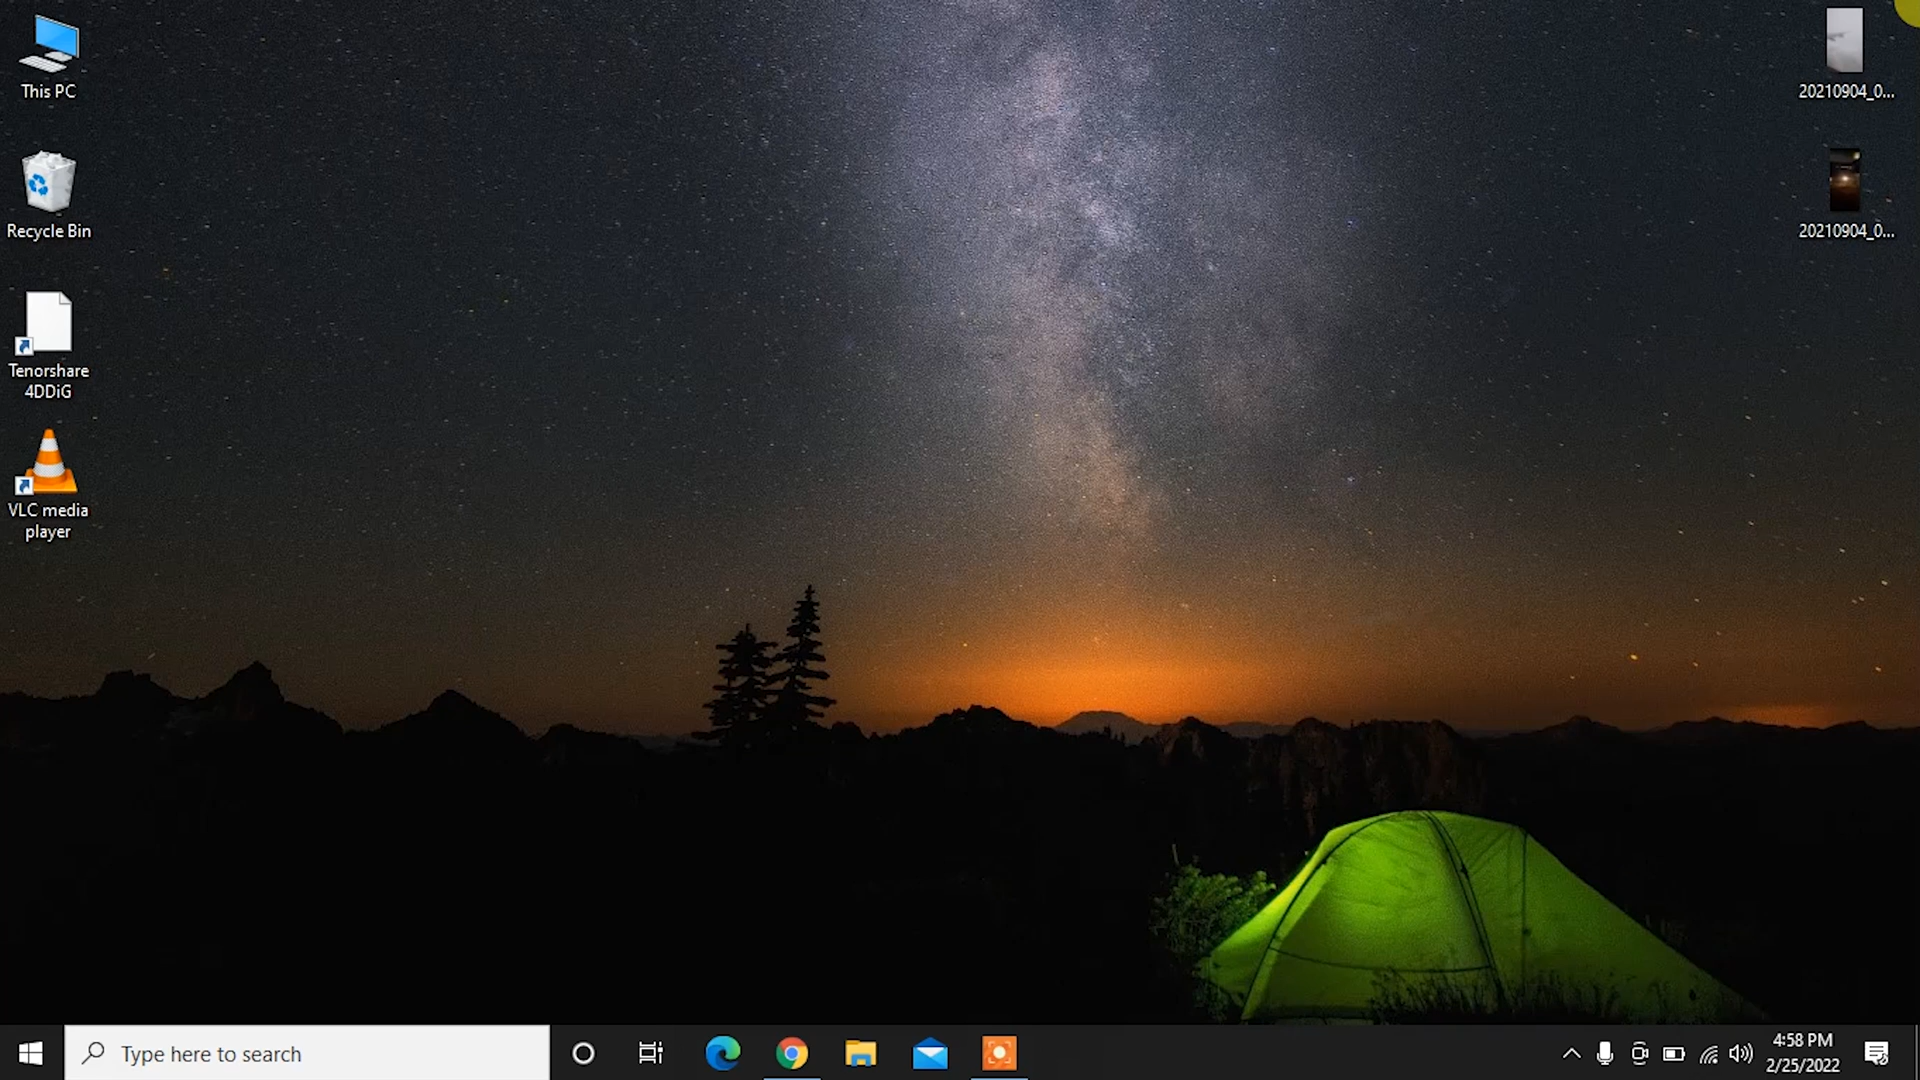 This PC
Recycle Bin
Tenorshare
4DDiG
VLC media
player
20210904_0...
20210904_0...
Type here to search
4:58 PM
2/25/2022